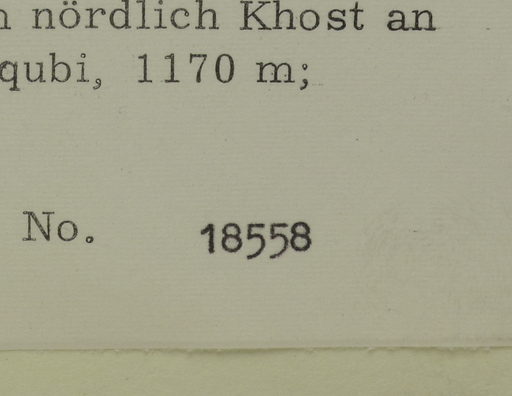 nördlich Khost an
qubi, 1170 m;
No. 18558